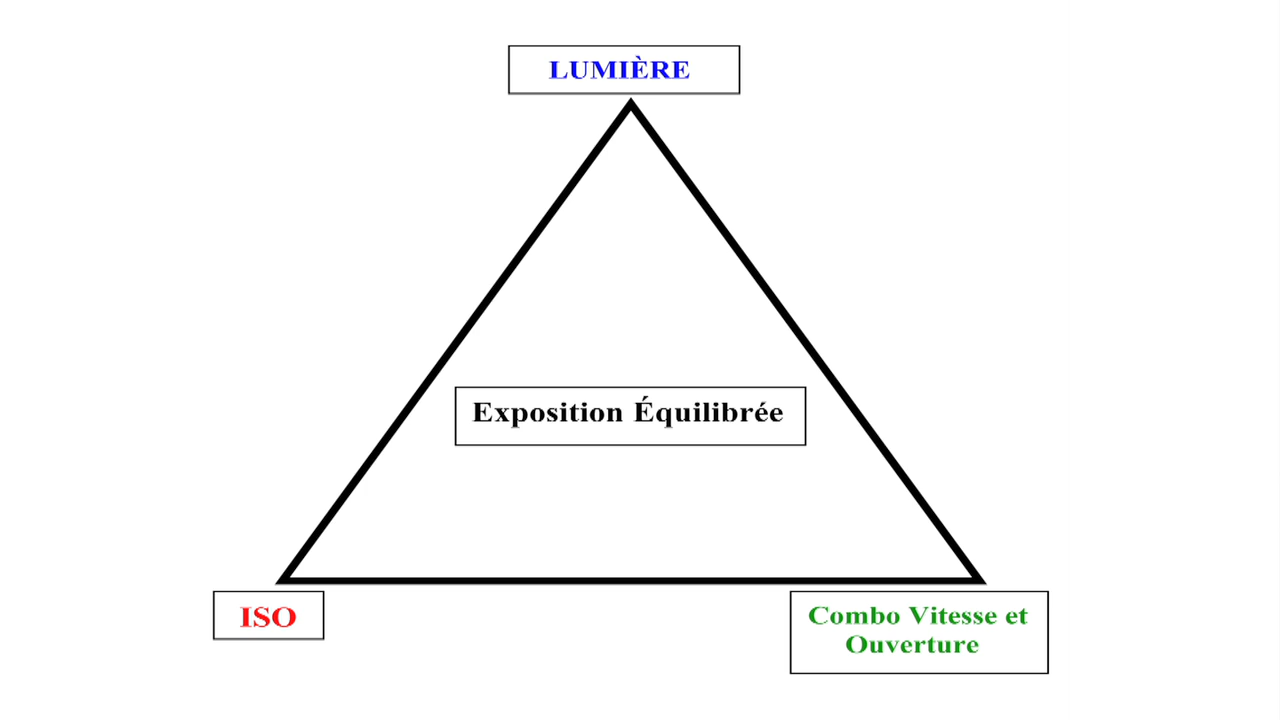 LUMIÈRE
Exposition Équilibrée
ISO
Combo Vitesse et
Ouverture